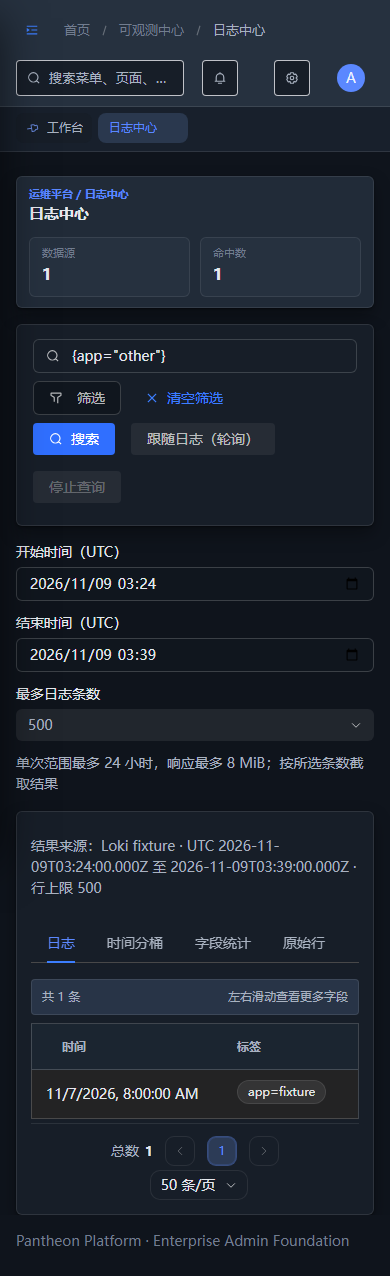 首页 / 可观测中心 / 日志中心
搜索菜单、页面、... A
工作台 日志中心
运维平台 / 日志中心
日志中心
数据源 命中数
1 1
{app="other"}
筛选 清空筛选
搜索 跟随日志（轮询）
停止查询
开始时间（UTC）
2026/11/09 03:24
结束时间（UTC）
2026/11/09 03:39
最多日志条数
500
单次范围最多 24 小时，响应最多 8 MiB；按所选条数截
取结果
结果来源：Loki fixture · UTC 2026-11-
09T03:24:00.000Z 至 2026-11-09T03:39:00.000Z ·
行上限 500
日志 时间分桶 字段统计 原始行
共 1 条 左右滑动查看更多字段
时间 标签
11/7/2026, 8:00:00 AM app=fixture
总数 1 1
50 条/页
Pantheon Platform · Enterprise Admin Foundation